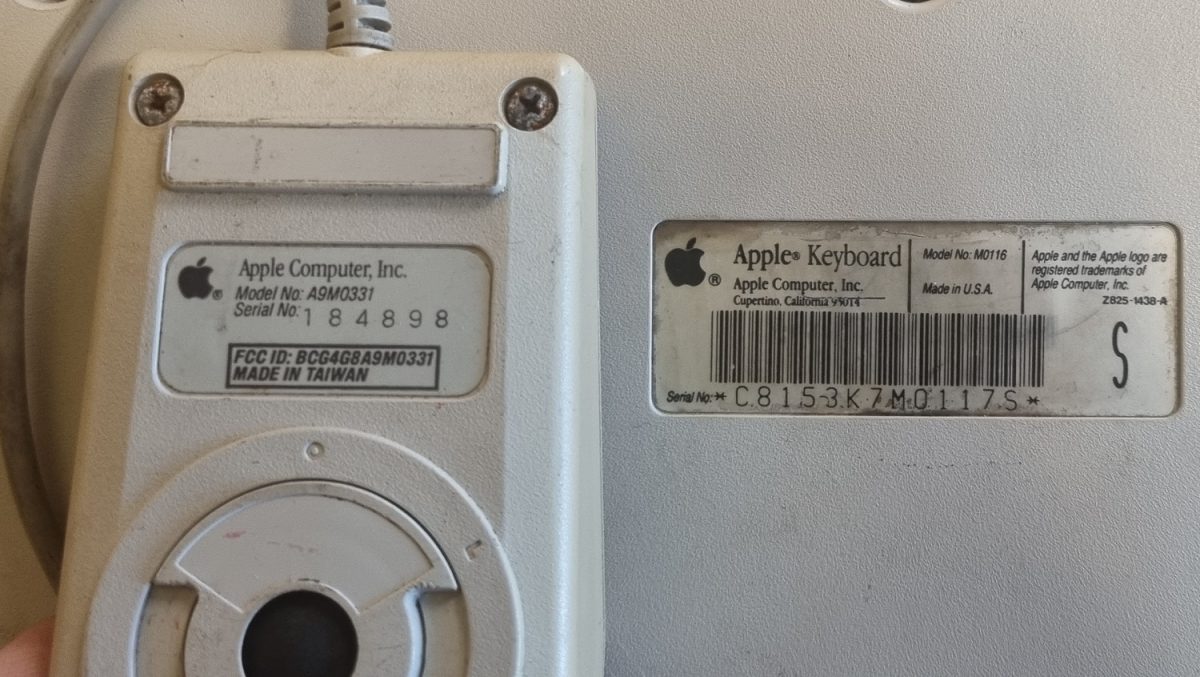 Apple Computer, Inc.
Model No: A9M0331
Serial No: 184898
FCC ID: BCG4G8A9M0331
MADE IN TAIWAN
Apple® Keyboard
Apple Computer, Inc.
Cupertino, California 95014
Model No: M0116
Made in U.S.A.
Apple and the Apple logo are
registered trademarks of
Apple Computer, Inc.
Z825-1438-A
S
Serial No: * C8153K7M0117S *